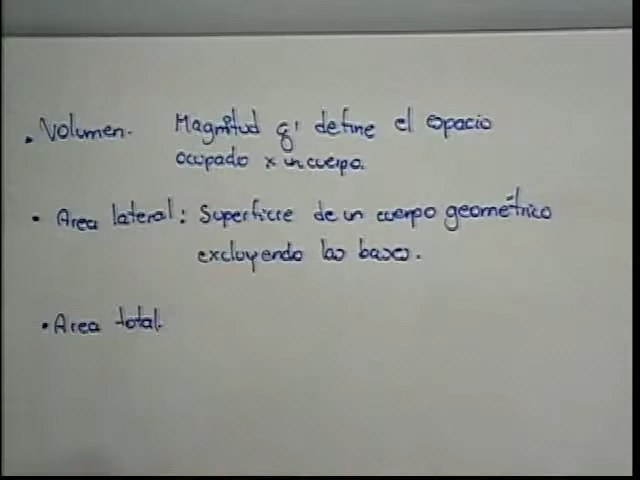 • Volumen. Magnitud q' define el espacio
ocupado x un cuerpo.
• Area lateral: Superficie de un cuerpo geométrico
excluyendo las bases.
• Area total.